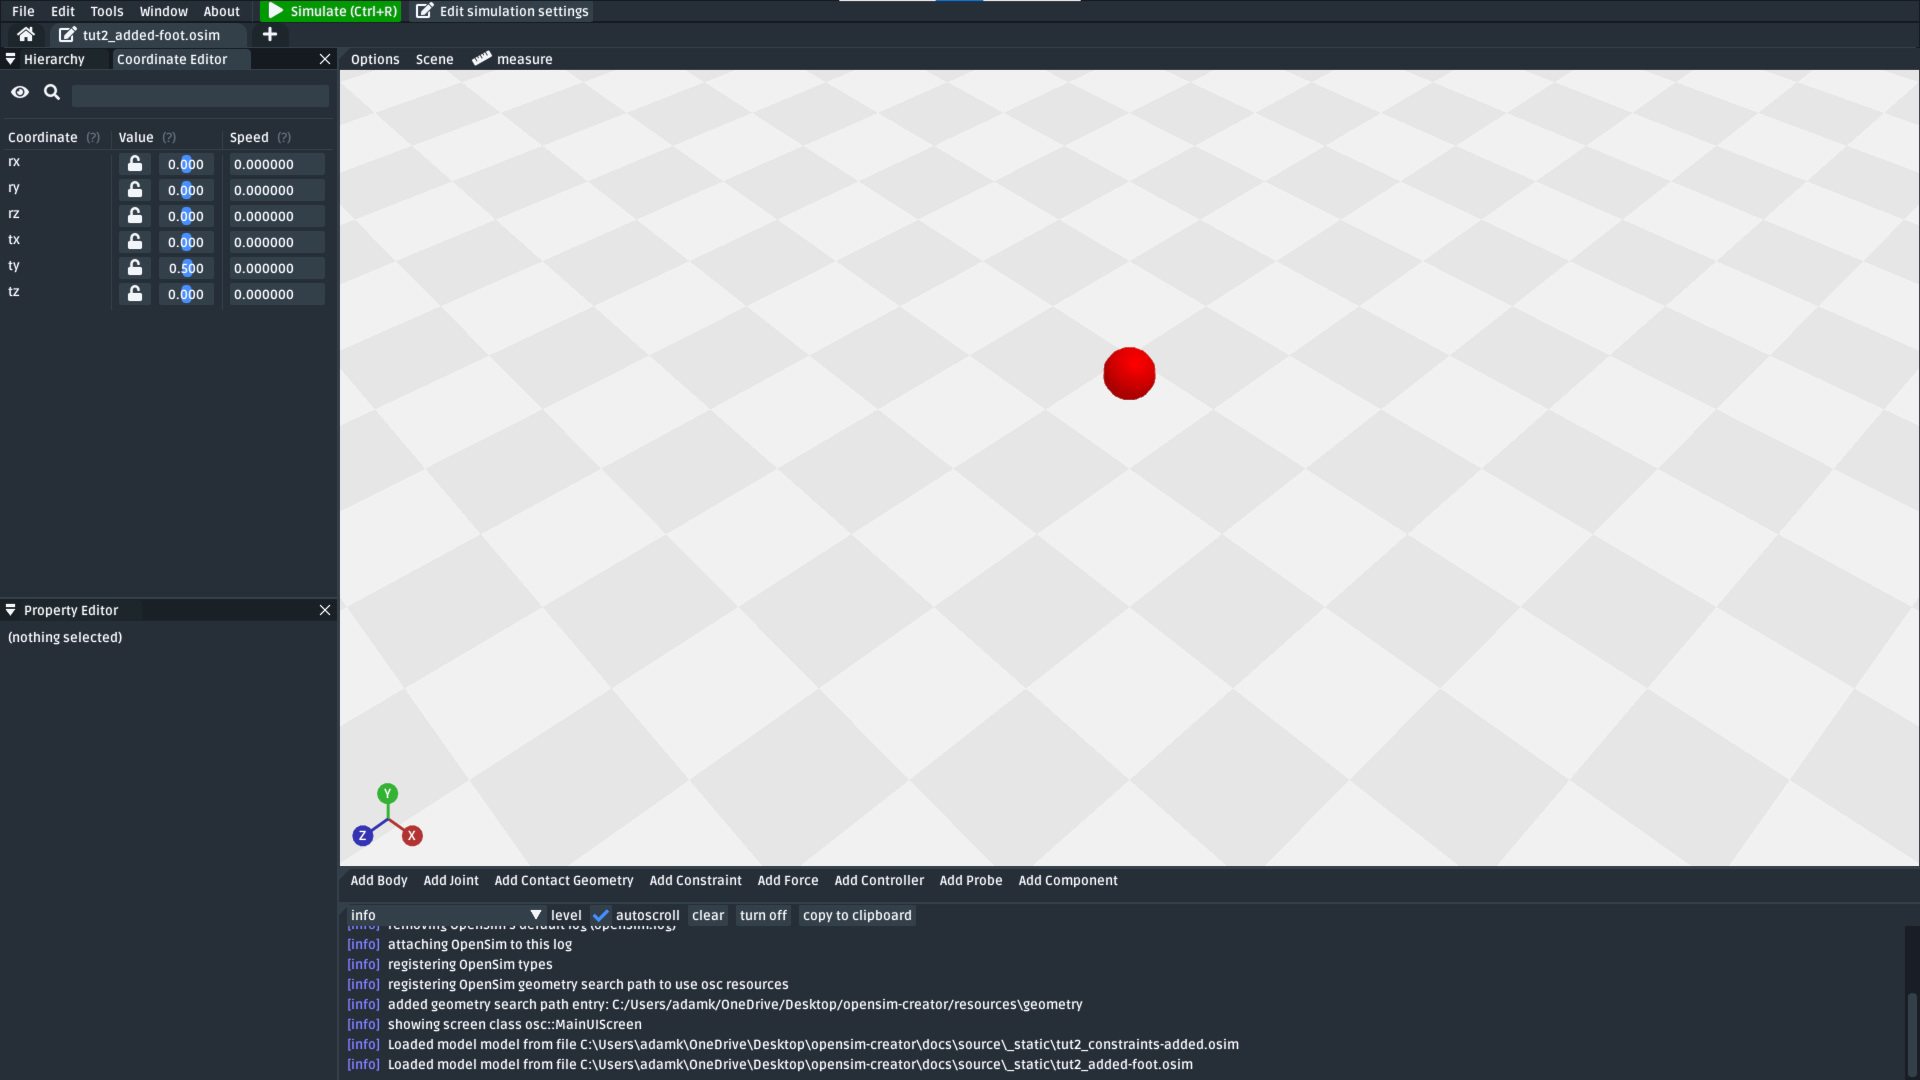 File Edit Tools Window About Simulate (Ctrl+R) Edit simulation settings
tut2_added-foot.osim
Hierarchy Coordinate Editor
Options Scene measure
Coordinate (?) Value (?) Speed (?)
rx 0.000 0.000000
ry 0.000 0.000000
rz 0.000 0.000000
tx 0.000 0.000000
ty 0.500 0.000000
tz 0.000 0.000000
Property Editor
(nothing selected)
Y
Z X
Add Body Add Joint Add Contact Geometry Add Constraint Add Force Add Controller Add Probe Add Component
info level autoscroll clear turn off copy to clipboard
[info] removing OpenSim's default log (opensim.log)
[info] attaching OpenSim to this log
[info] registering OpenSim types
[info] registering OpenSim geometry search path to use osc resources
[info] added geometry search path entry: C:/Users/adamk/OneDrive/Desktop/opensim-creator/resources\geometry
[info] showing screen class osc::MainUIScreen
[info] Loaded model model from file C:\Users\adamk\OneDrive\Desktop\opensim-creator\docs\source\_static\tut2_constraints-added.osim
[info] Loaded model model from file C:\Users\adamk\OneDrive\Desktop\opensim-creator\docs\source\_static\tut2_added-foot.osim